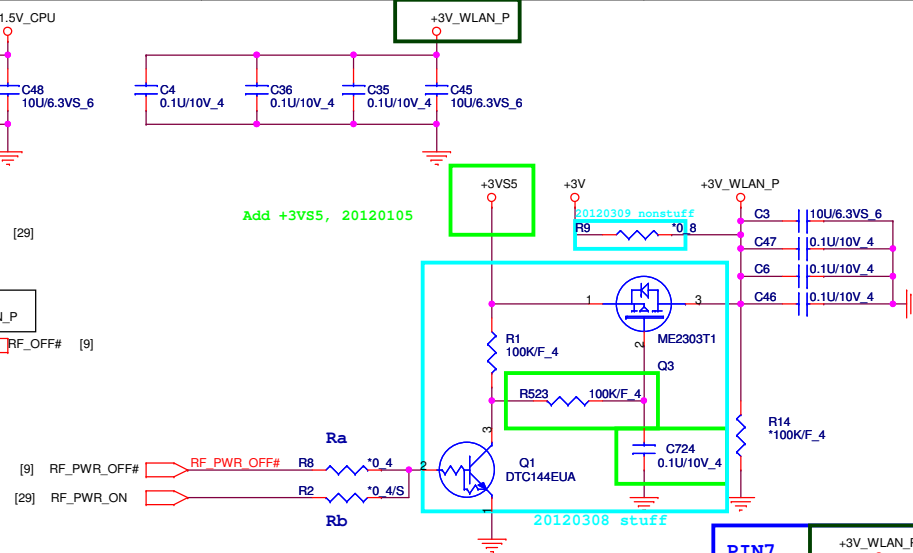 1.5V_CPU
+3V_WLAN_P
C48
10U/6.3VS_6
C4
0.1U/10V_4
C36
0.1U/10V_4
C35
0.1U/10V_4
C45
10U/6.3VS_6
+3VS5
+3V
+3V_WLAN_P
Add +3VS5, 20120105
20120309 nonstuff
R9
*0_8
C3
10U/6.3VS_6
C47
0.1U/10V_4
C6
0.1U/10V_4
C46
0.1U/10V_4
[29]
1
3
ME2303T1
2
Q3
N_P
RF_OFF#
[9]
R1
100K/F_4
R523
100K/F_4
R14
*100K/F_4
3
Ra
C724
0.1U/10V_4
[9]
RF_PWR_OFF#
RF_PWR_OFF#
R8
*0_4
2
Q1
DTC144EUA
[29]
RF_PWR_ON
R2
*0_4/S
1
Rb
20120308 stuff
PIN7
+3V_WLAN_P